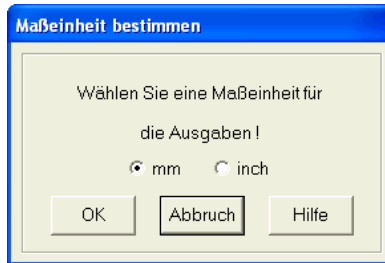 Maßeinheit bestimmen
Wählen Sie eine Maßeinheit für
die Ausgaben !
mm inch
OK Abbruch Hilfe